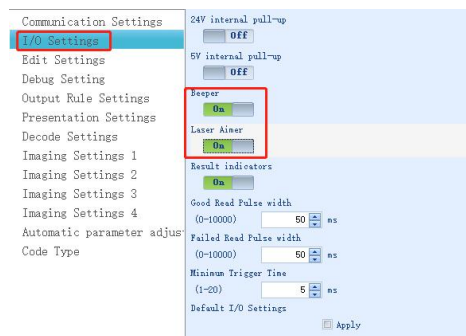 Communication Settings
I/O Settings
Edit Settings
Debug Setting
Output Rule Settings
Presentation Settings
Decode Settings
Imaging Settings 1
Imaging Settings 2
Imaging Settings 3
Imaging Settings 4
Automatic parameter adjus
Code Type
24V internal pull-up
Off
5V internal pull-up
Off
Beeper
On
Laser Aimer
On
Result indicators
On
Good Read Pulse width
(0-10000) 50 ms
Failed Read Pulse width
(0-10000) 50 ms
Minimum Trigger Time
(1-20) 5 ms
Default I/O Settings
Apply